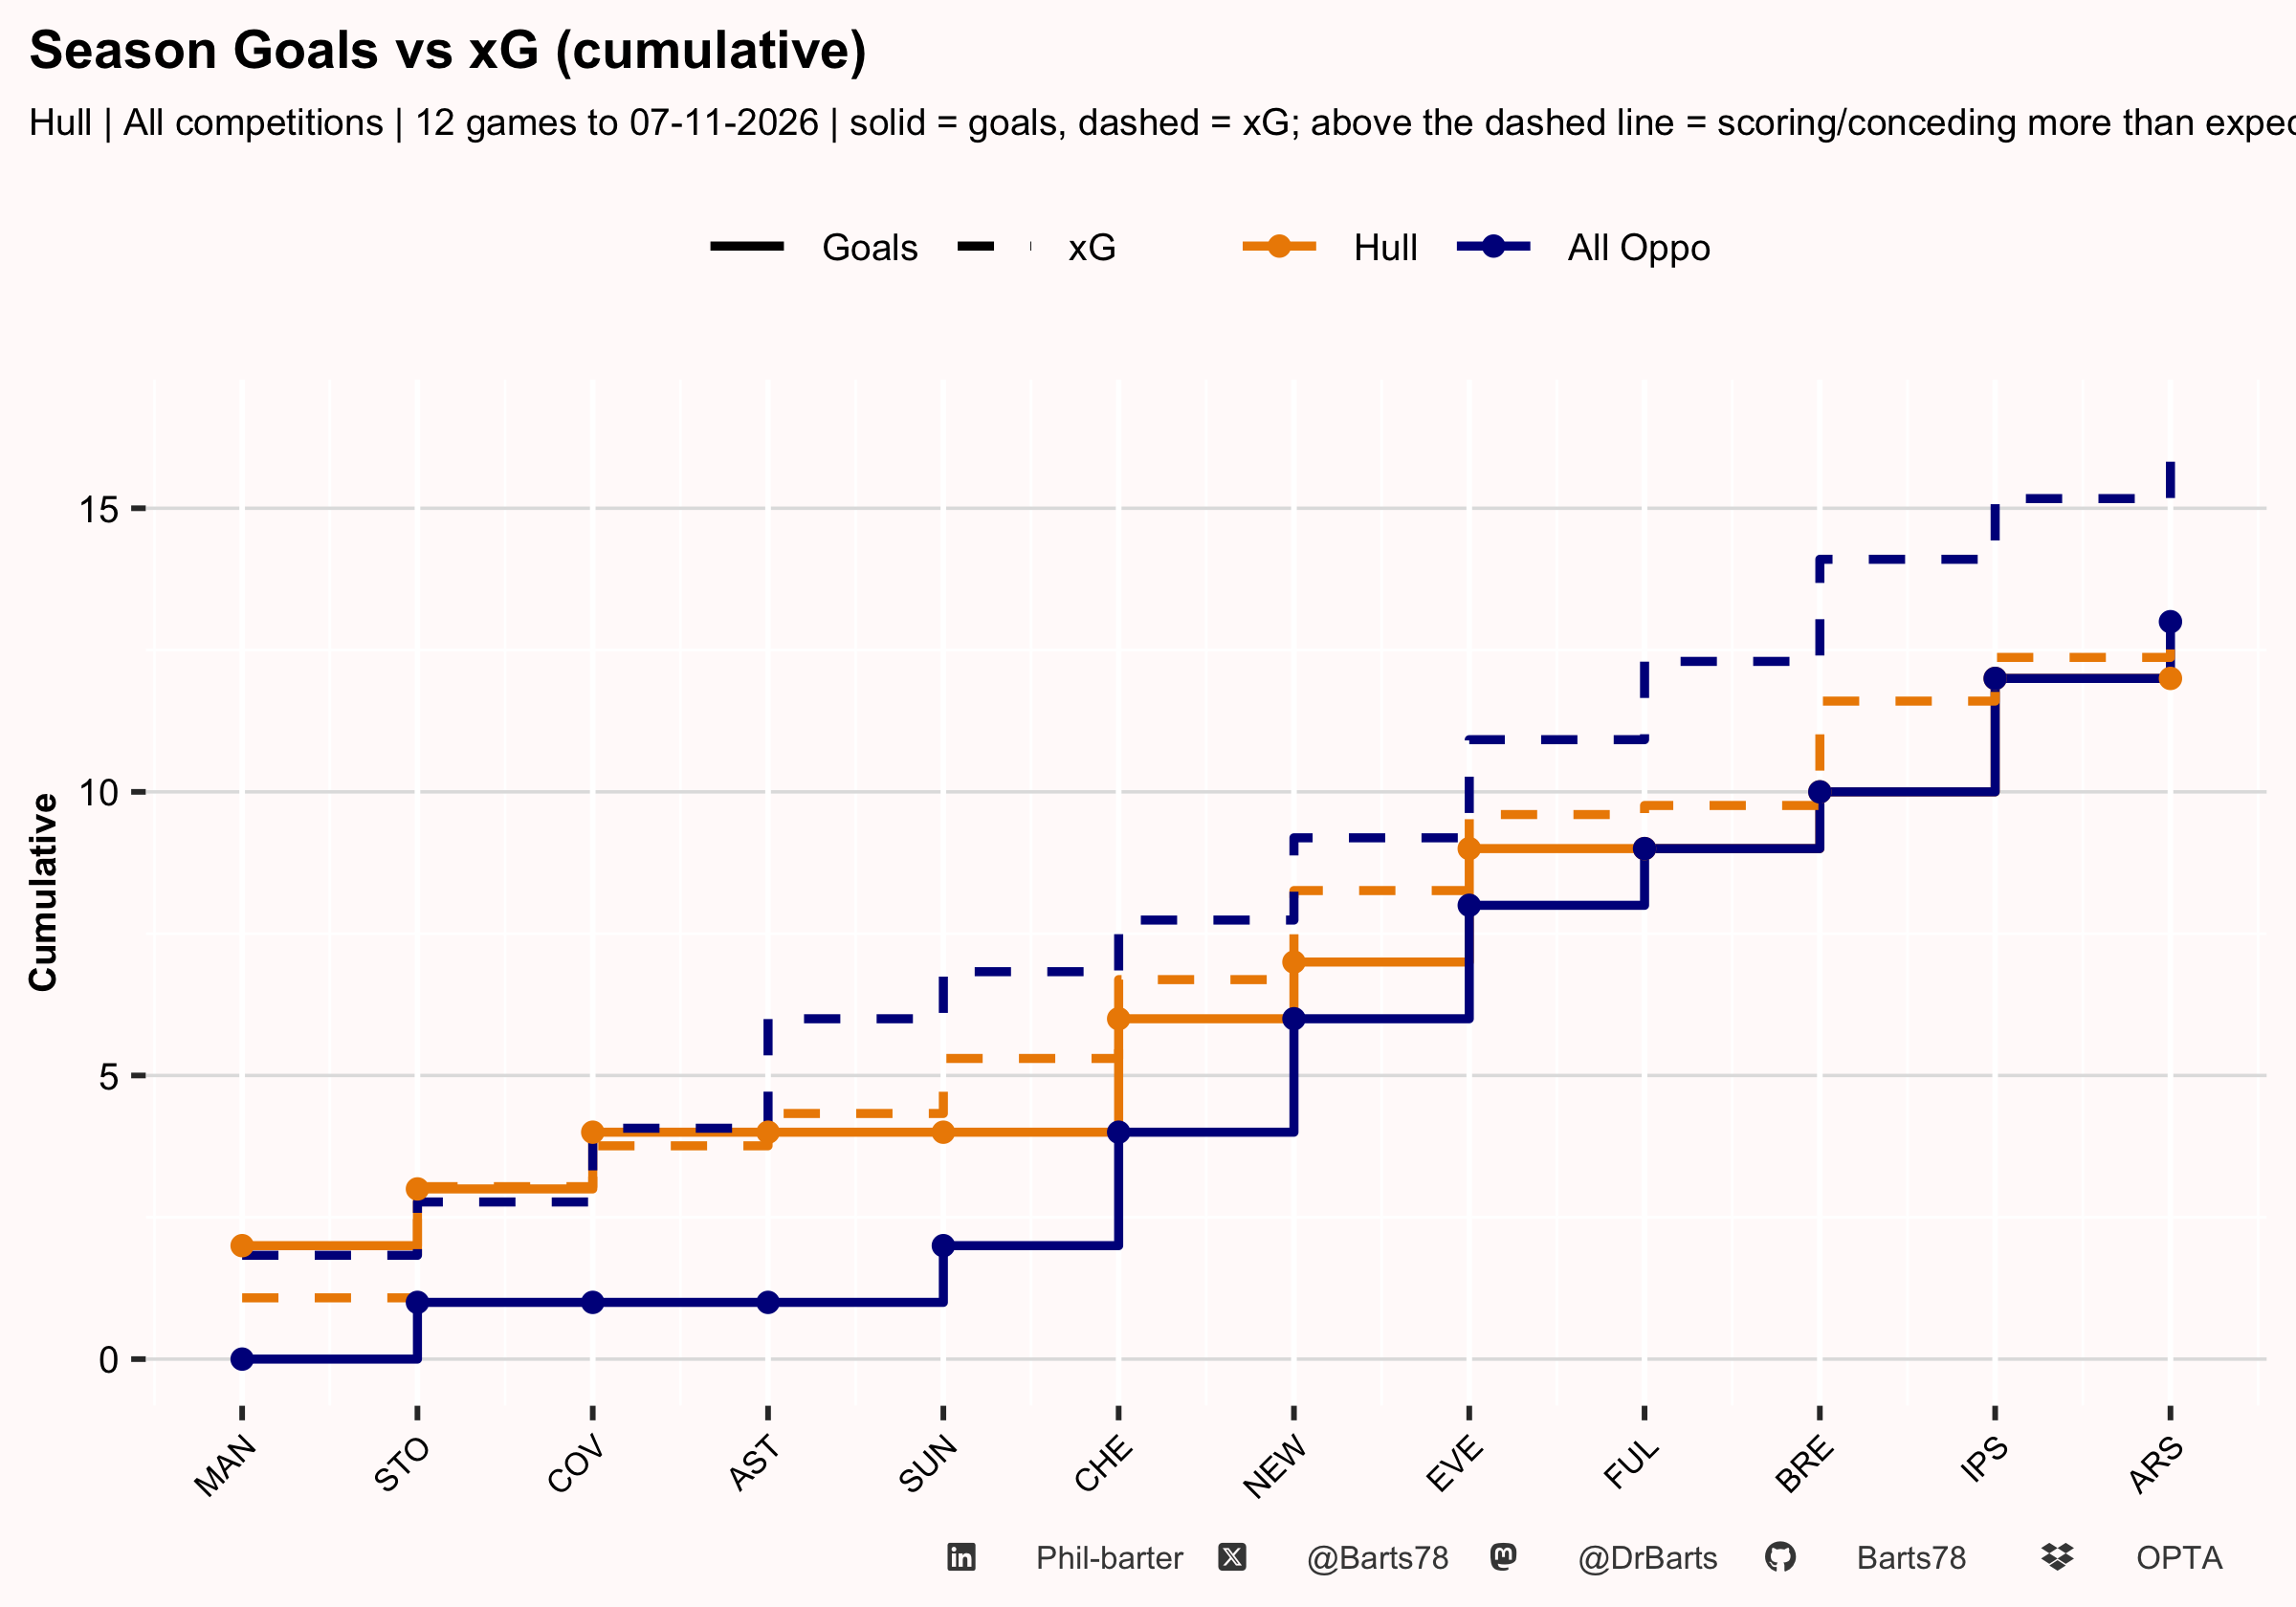 Season Goals vs xG (cumulative)
Hull | All competitions | 12 games to 07-11-2026 | solid = goals, dashed = xG; above the dashed line = scoring/conceding more than expec
Goals xG Hull All Oppo
Cumulative
15
10
5
0
MAN STO COV AST SUN CHE NEW EVE FUL BRE IPS ARS
Phil-barter @Barts78 @DrBarts Barts78 OPTA